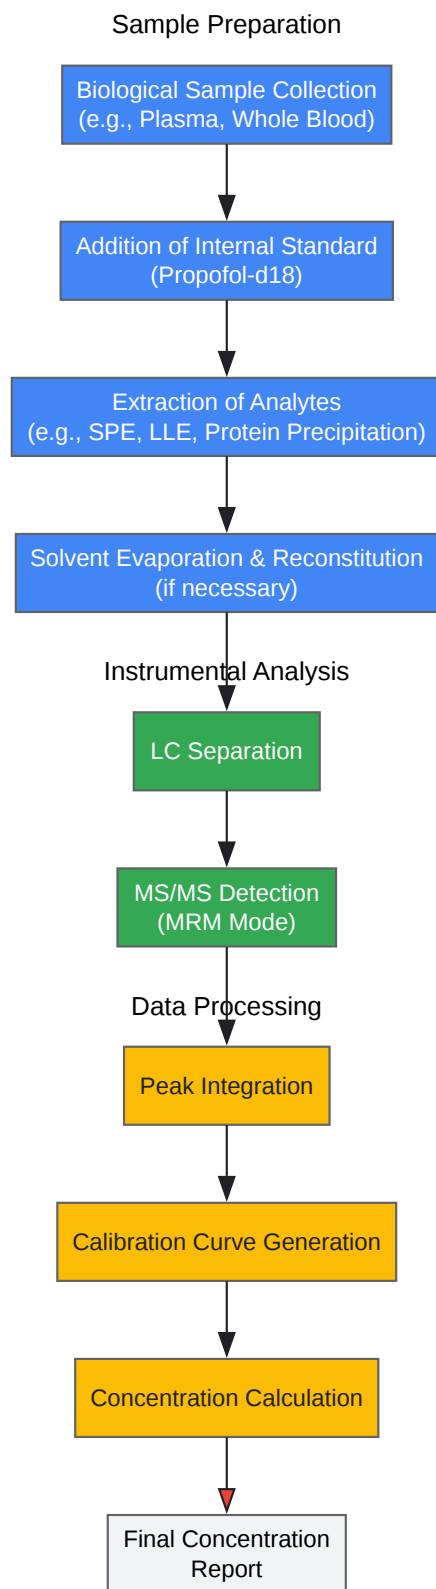 Sample Preparation
Biological Sample Collection
(e.g., Plasma, Whole Blood)
Addition of Internal Standard
(Propofol-d18)
Extraction of Analytes
(e.g., SPE, LLE, Protein Precipitation)
Solvent Evaporation & Reconstitution
(if necessary)
Instrumental Analysis
LC Separation
MS/MS Detection
(MRM Mode)
Data Processing
Peak Integration
Calibration Curve Generation
Concentration Calculation
Final Concentration
Report